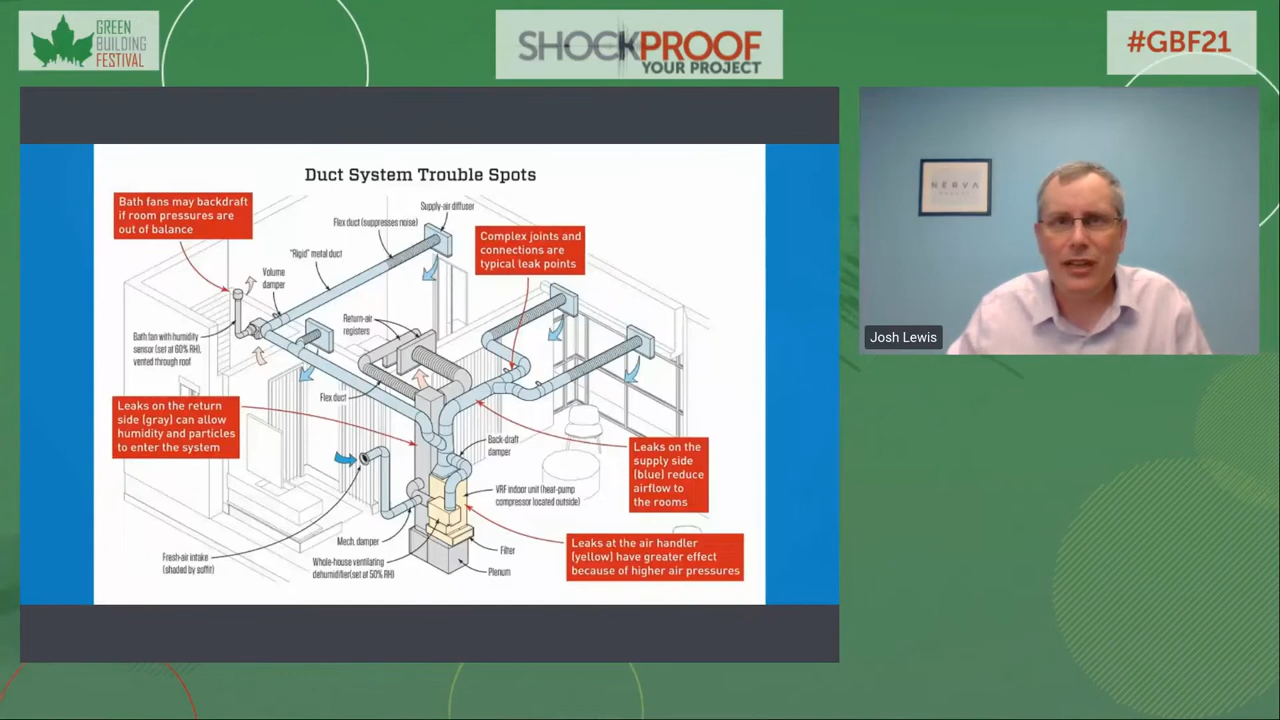 GREEN
BUILDING
FESTIVAL
SHOCKPROOF
YOUR PROJECT
#GBF21
Duct System Trouble Spots
Bath fans may backdraft
if room pressures are
out of balance
Supply-air diffuser
Flex duct (suppresses noise)
"Rigid" metal duct
Volume
damper
Complex joints and
connections are
typical leak points
Return-air
registers
Bath fan with humidity
sensor (set at 60% RH),
vented through roof
Flex duct
Leaks on the return
side (gray) can allow
humidity and particles
to enter the system
Back-draft
damper
Leaks on the
supply side
(blue) reduce
airflow to
the rooms
VRF indoor unit (heat-pump
compressor located outside)
Mech. damper
Fresh-air intake
(shaded by soffit)
Whole-house ventilating
dehumidifier(set at 50% RH)
Filter
Plenum
Leaks at the air handler
(yellow) have greater effect
because of higher air pressures
NERVA
Josh Lewis